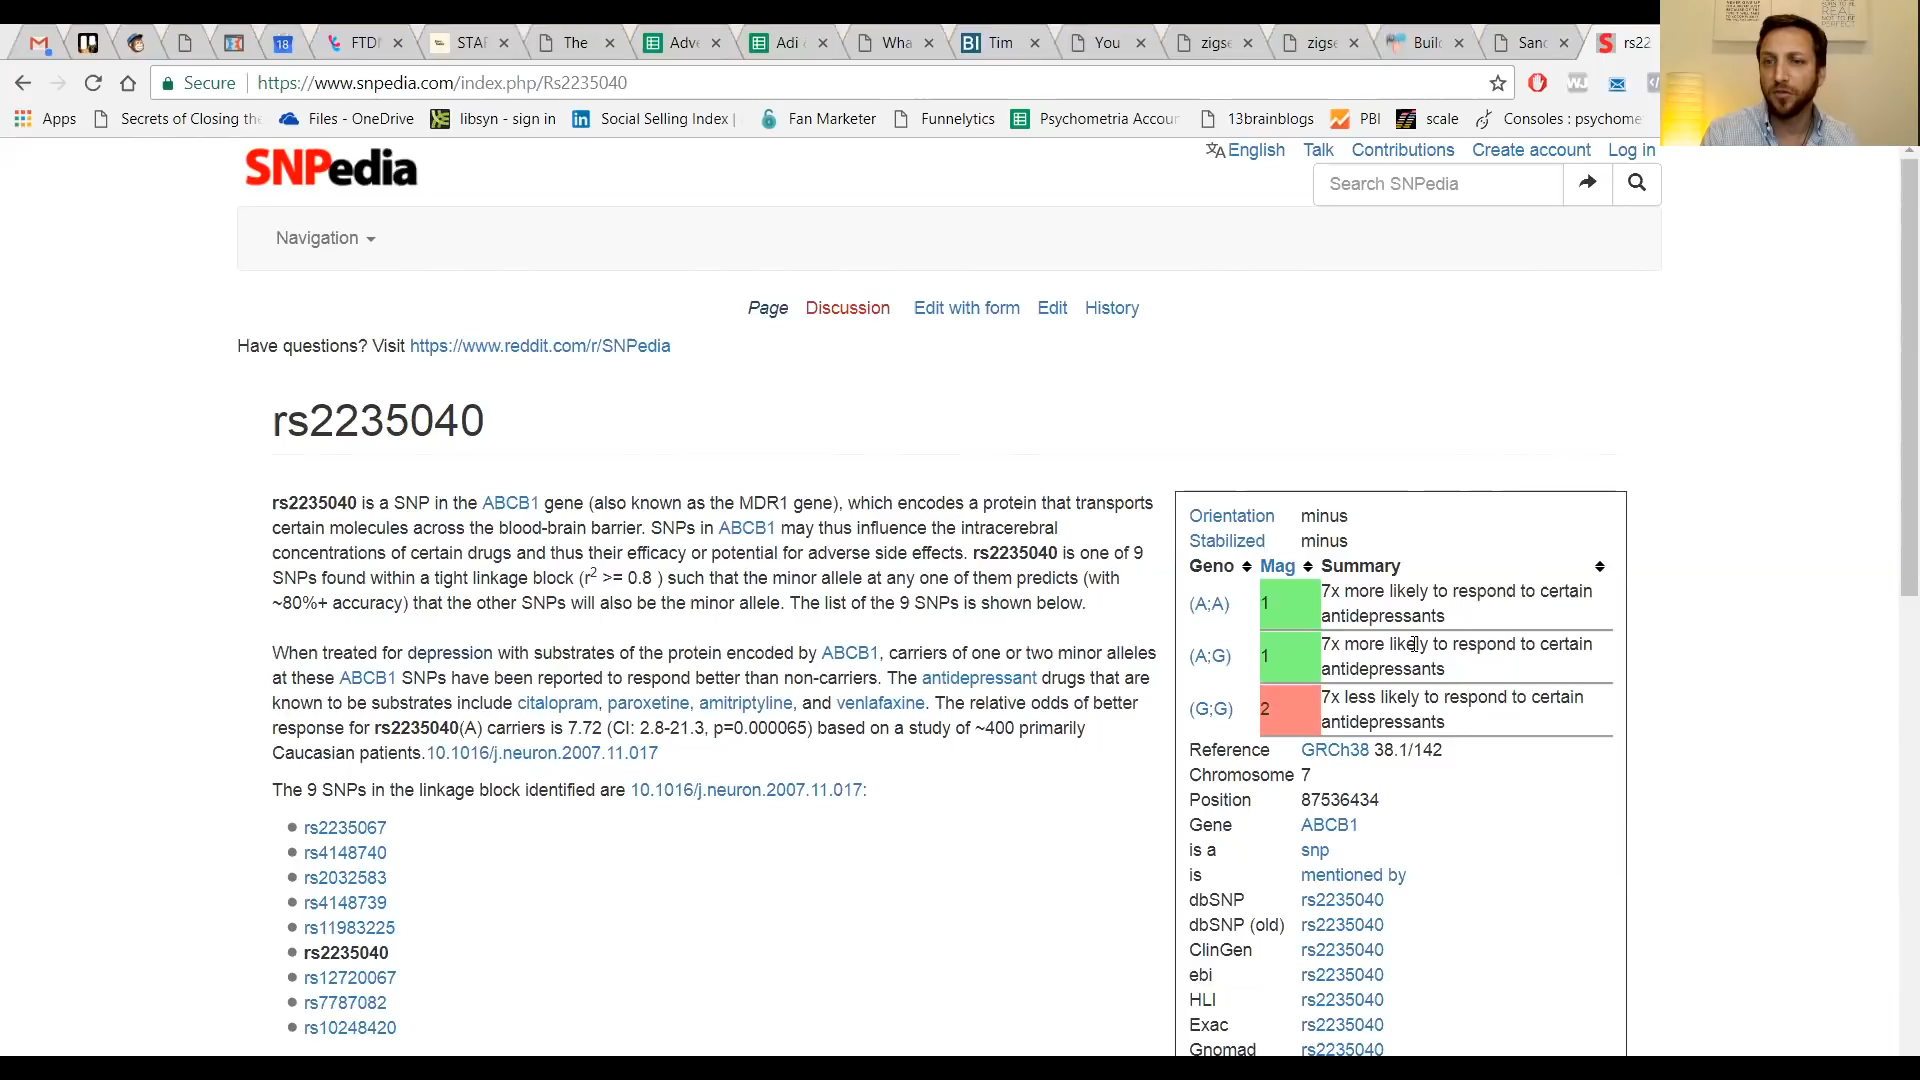 FTDN
STAF
The
Adve
Adi
Wha
BI Tim
You
zigse
zigse
Build
Sanc
rs22
Secure
https://www.snpedia.com/index.php/Rs2235040
Apps
Secrets of Closing the
Files - OneDrive
libsyn - sign in
Social Selling Index |
Fan Marketer
Funnelytics
Psychometria Accoun
13brainblogs
PBI
scale
Consoles : psychome
SNPedia
English Talk Contributions Create account Log in
Search SNPedia
Navigation
Page Discussion Edit with form Edit History
Have questions? Visit https://www.reddit.com/r/SNPedia
rs2235040
rs2235040 is a SNP in the ABCB1 gene (also known as the MDR1 gene), which encodes a protein that transports
certain molecules across the blood-brain barrier. SNPs in ABCB1 may thus influence the intracerebral
concentrations of certain drugs and thus their efficacy or potential for adverse side effects. rs2235040 is one of 9
SNPs found within a tight linkage block (r2 >= 0.8 ) such that the minor allele at any one of them predicts (with
~80%+ accuracy) that the other SNPs will also be the minor allele. The list of the 9 SNPs is shown below.
When treated for depression with substrates of the protein encoded by ABCB1, carriers of one or two minor alleles
at these ABCB1 SNPs have been reported to respond better than non-carriers. The antidepressant drugs that are
known to be substrates include citalopram, paroxetine, amitriptyline, and venlafaxine. The relative odds of better
response for rs2235040(A) carriers is 7.72 (CI: 2.8-21.3, p=0.000065) based on a study of ~400 primarily
Caucasian patients.10.1016/j.neuron.2007.11.017
The 9 SNPs in the linkage block identified are 10.1016/j.neuron.2007.11.017:
rs2235067
rs4148740
rs2032583
rs4148739
rs11983225
rs2235040
rs12720067
rs7787082
rs10248420
Orientation minus
Stabilized minus
Geno Mag Summary
(A;A) 1 7x more likely to respond to certain
antidepressants
(A;G) 1 7x more likely to respond to certain
antidepressants
(G;G) 2 7x less likely to respond to certain
antidepressants
Reference GRCh38 38.1/142
Chromosome 7
Position 87536434
Gene ABCB1
is a snp
is mentioned by
dbSNP rs2235040
dbSNP (old) rs2235040
ClinGen rs2235040
ebi rs2235040
HLI rs2235040
Exac rs2235040
Gnomad rs2235040